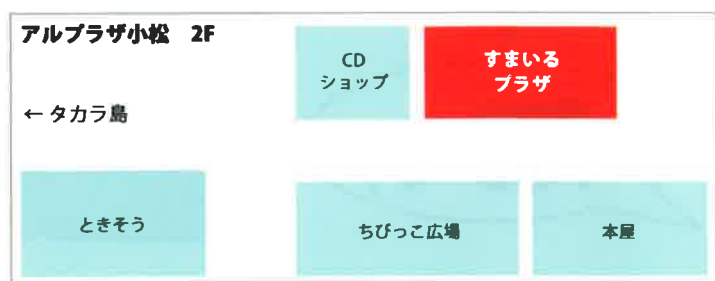 アルプラザ小松　2F
CD
ショップ
すまいる
プラザ
← タカラ島
ときそう
ちびっこ広場
本屋